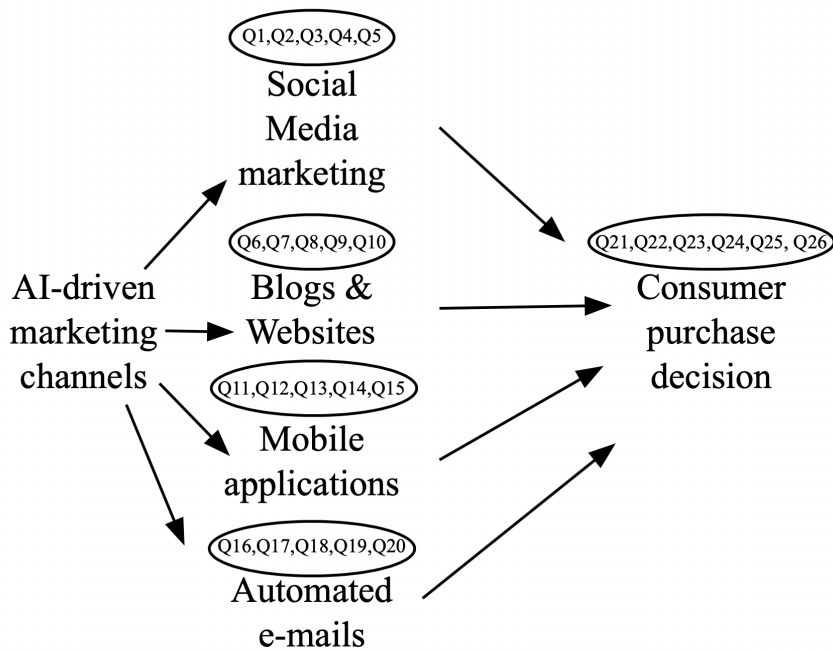 Q1,Q2,Q3,Q4,Q5
Social
Media
marketing
Q6,Q7,Q8,Q9,Q10
Blogs &
Websites
Q11,Q12,Q13,Q14,Q15
Mobile
applications
Q16,Q17,Q18,Q19,Q20
Automated
e-mails
AI-driven
marketing
channels
Q21,Q22,Q23,Q24,Q25, Q26
Consumer
purchase
decision